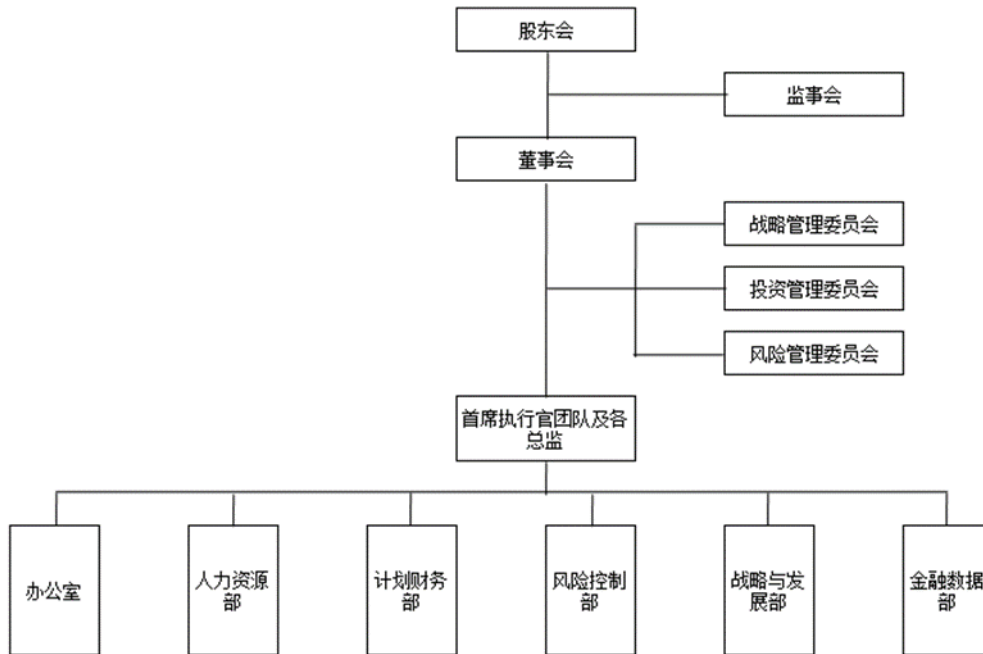 股东会
监事会
董事会
战略管理委员会
投资管理委员会
风险管理委员会
首席执行官团队及各
总监
办公室
人力资源
部
计划财务
部
风险控制
部
战略与发
展部
金融数据
部